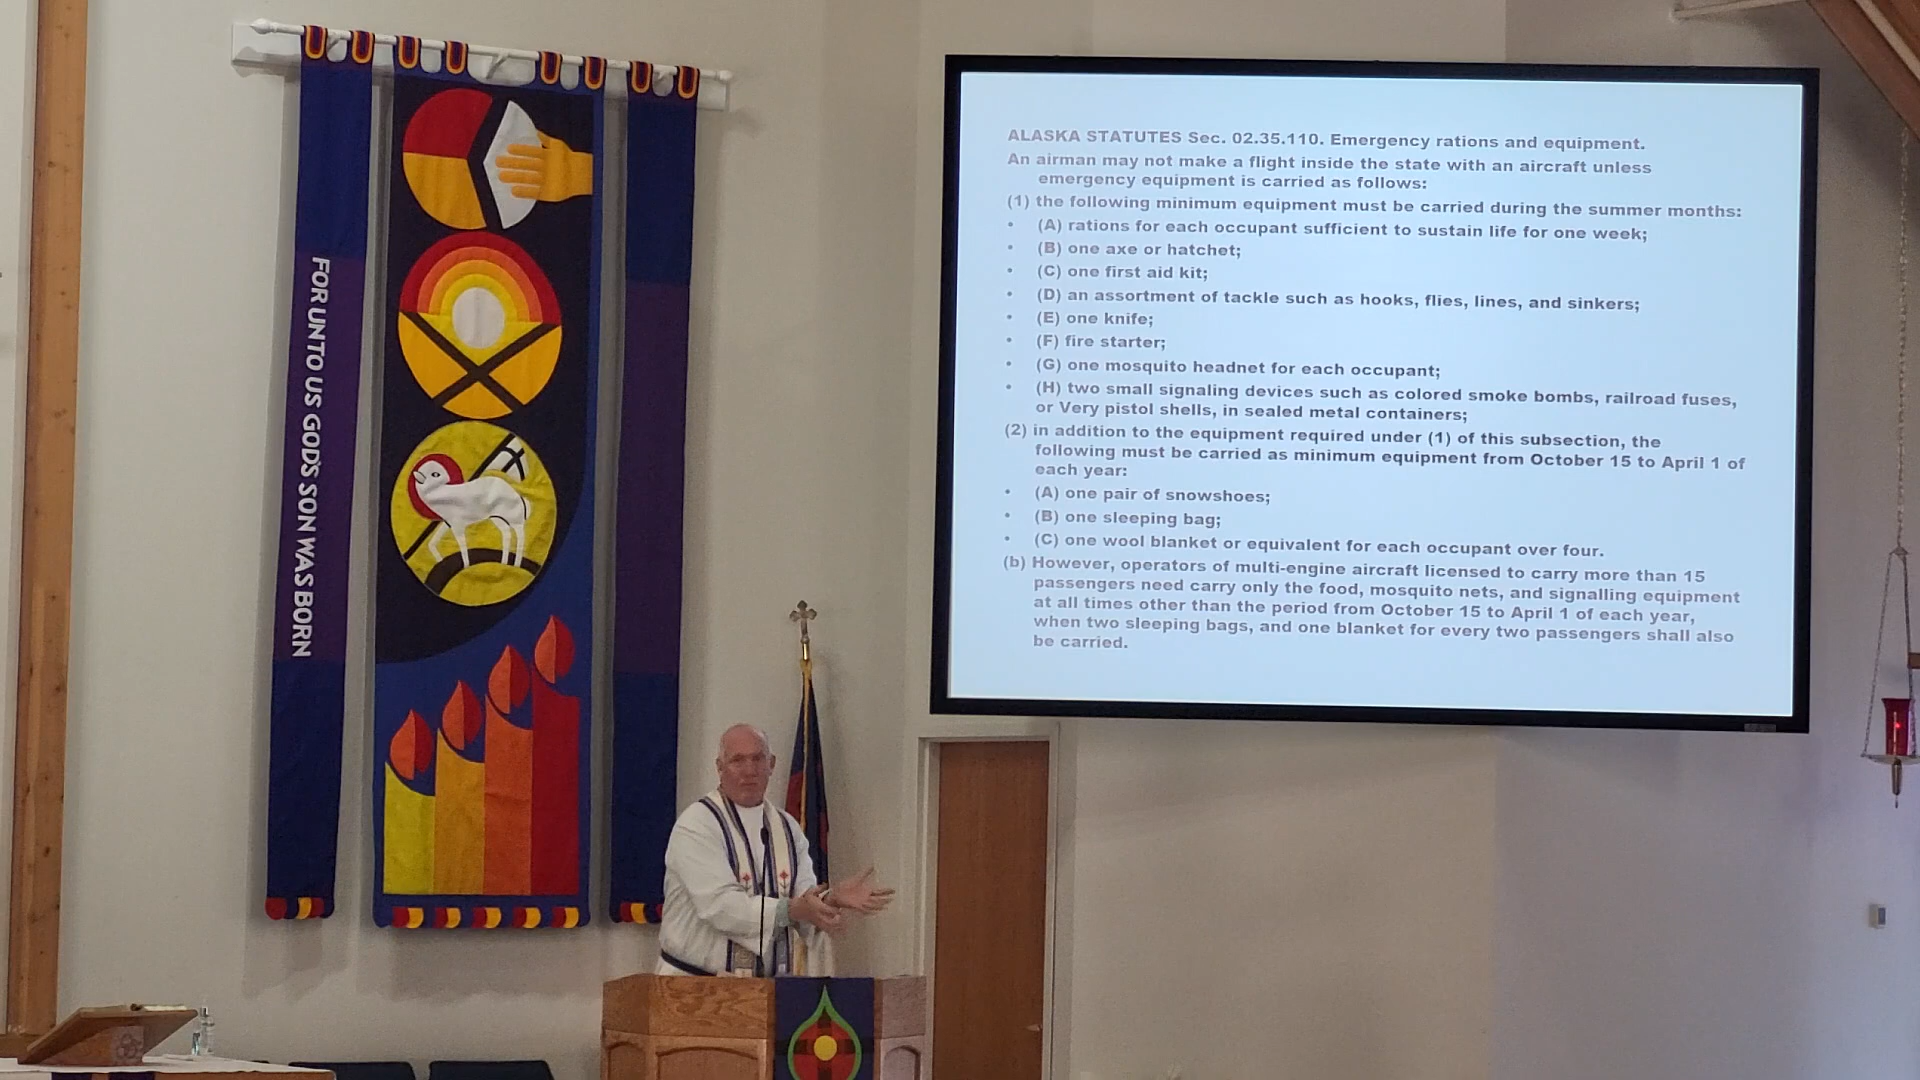 FOR UNTO US GOD'S SON WAS BORN
ALASKA STATUTES Sec. 02.35.110. Emergency rations and equipment.
An airman may not make a flight inside the state with an aircraft unless
emergency equipment is carried as follows:
(1) the following minimum equipment must be carried during the summer months:
• (A) rations for each occupant sufficient to sustain life for one week;
• (B) one axe or hatchet;
• (C) one first aid kit;
• (D) an assortment of tackle such as hooks, flies, lines, and sinkers;
• (E) one knife;
• (F) fire starter;
• (G) one mosquito headnet for each occupant;
• (H) two small signaling devices such as colored smoke bombs, railroad fuses,
or Very pistol shells, in sealed metal containers;
(2) in addition to the equipment required under (1) of this subsection, the
following must be carried as minimum equipment from October 15 to April 1 of
each year:
• (A) one pair of snowshoes;
• (B) one sleeping bag;
• (C) one wool blanket or equivalent for each occupant over four.
(b) However, operators of multi-engine aircraft licensed to carry more than 15
passengers need carry only the food, mosquito nets, and signalling equipment
at all times other than the period from October 15 to April 1 of each year,
when two sleeping bags, and one blanket for every two passengers shall also
be carried.